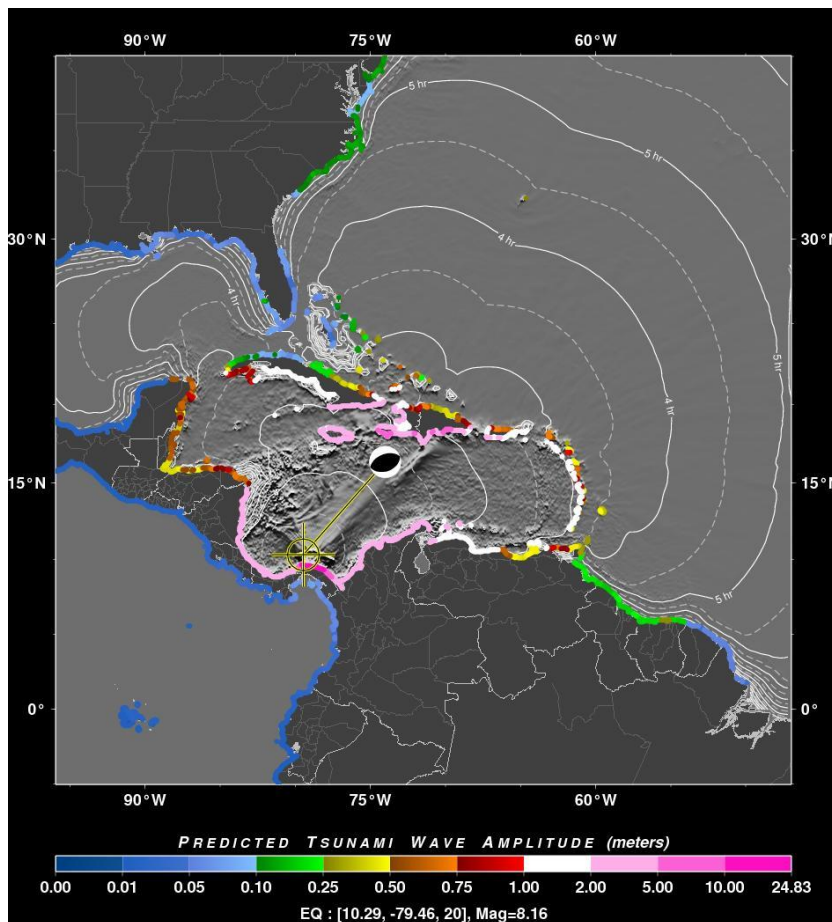 90°W 75°W 60°W
5 hr
5 hr
30°N 30°N
4 hr
4 hr
4 hr
5 hr
15°N 15°N
5 hr
0° 0°
90°W 75°W 60°W
PREDICTED TSUNAMI WAVE AMPLITUDE (meters)
0.00 0.01 0.05 0.10 0.25 0.50 0.75 1.00 2.00 5.00 10.00 24.83
EQ : [10.29, -79.46, 20], Mag=8.16